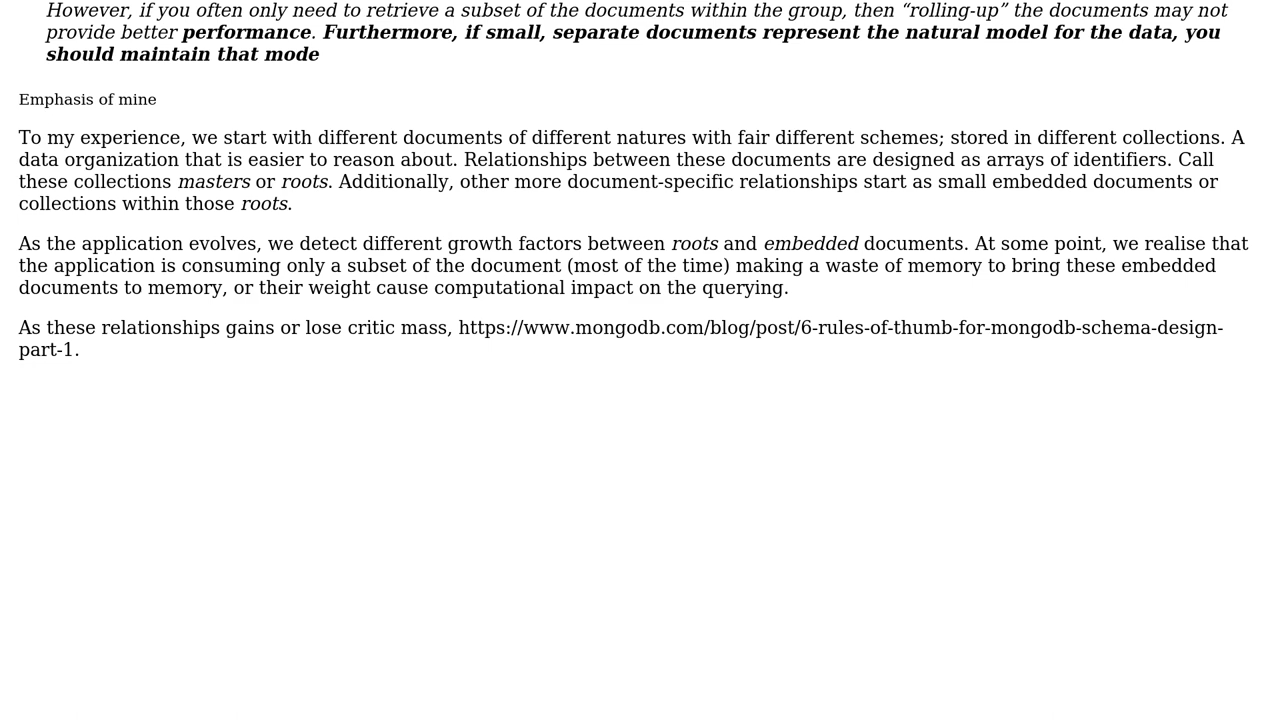 However, if you often only need to retrieve a subset of the documents within the group, then “rolling-up” the documents may not
provide better performance. Furthermore, if small, separate documents represent the natural model for the data, you
should maintain that mode
Emphasis of mine
To my experience, we start with different documents of different natures with fair different schemes; stored in different collections. A
data organization that is easier to reason about. Relationships between these documents are designed as arrays of identifiers. Call
these collections masters or roots. Additionally, other more document-specific relationships start as small embedded documents or
collections within those roots.
As the application evolves, we detect different growth factors between roots and embedded documents. At some point, we realise that
the application is consuming only a subset of the document (most of the time) making a waste of memory to bring these embedded
documents to memory, or their weight cause computational impact on the querying.
As these relationships gains or lose critic mass, https://www.mongodb.com/blog/post/6-rules-of-thumb-for-mongodb-schema-design-
part-1.